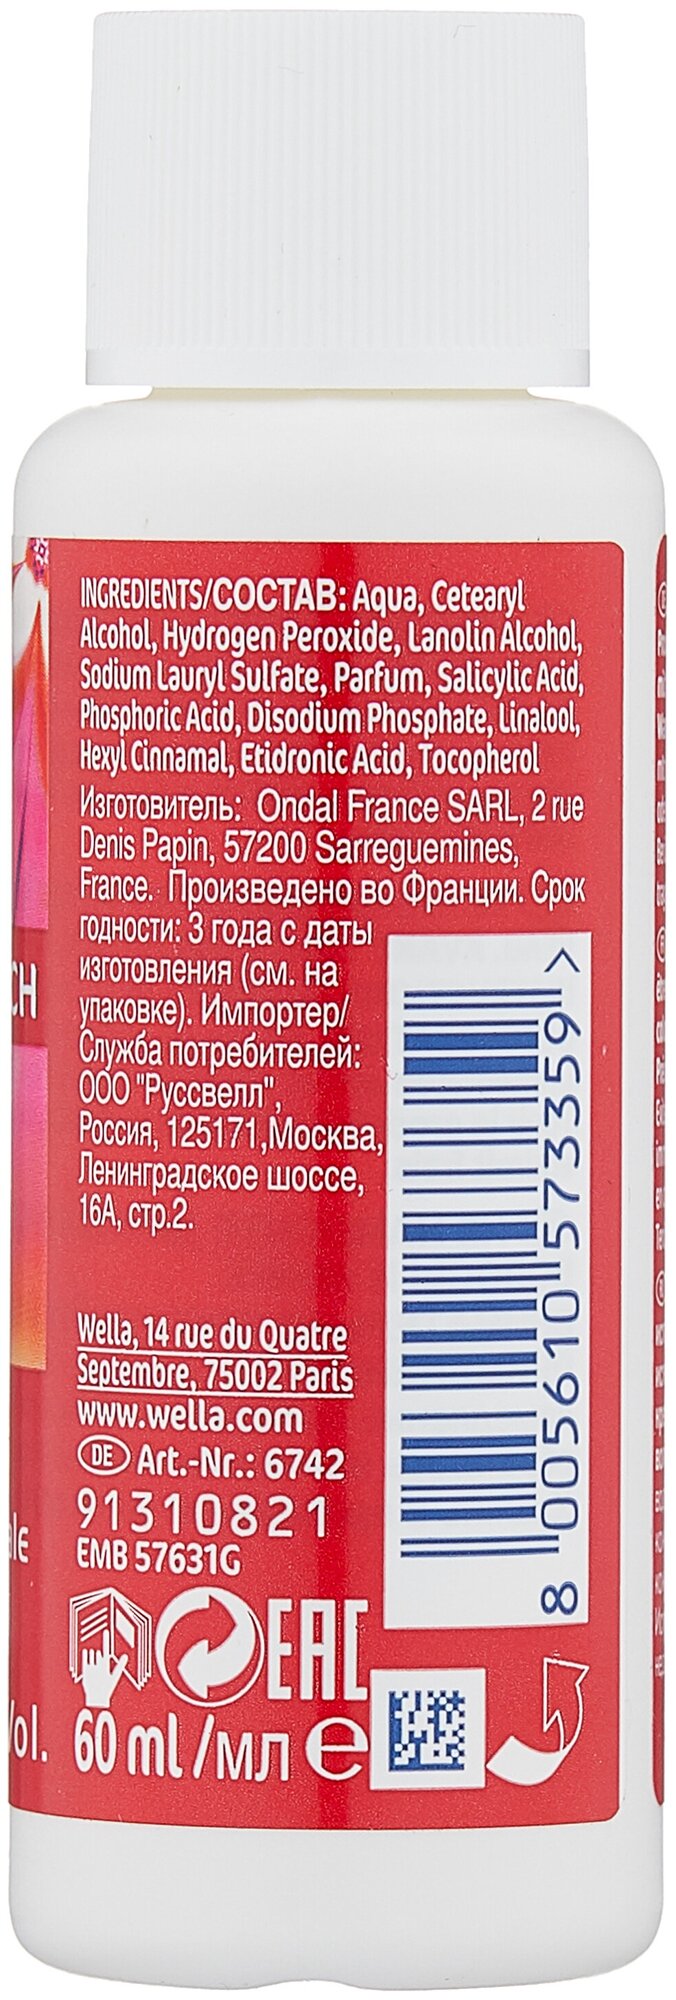 INGREDIENTS/СОСТАВ: Aqua, Cetearyl
Alcohol, Hydrogen Peroxide, Lanolin Alcohol,
Sodium Lauryl Sulfate, Parfum, Salicylic Acid,
Phosphoric Acid, Disodium Phosphate, Linalool,
Hexyl Cinnamal, Etidronic Acid, Tocopherol
Изготовитель: Ondal France SARL, 2 rue
Denis Papin, 57200 Sarreguemines,
France. Произведено во Франции. Срок
годности: 3 года с даты
изготовления (см. на
упаковке). Импортер/
Служба потребителей:
ООО "Руссвелл",
Россия, 125171,Москва,
Ленинградское шоссе,
16А, стр.2.
Wella, 14 rue du Quatre
Septembre, 75002 Paris
www.wella.com
DE Art.-Nr.: 6742
91310821
EMB 57631G
EAC
60 ml/мл e
8 005610 573359 >
CH
ale
Vol.